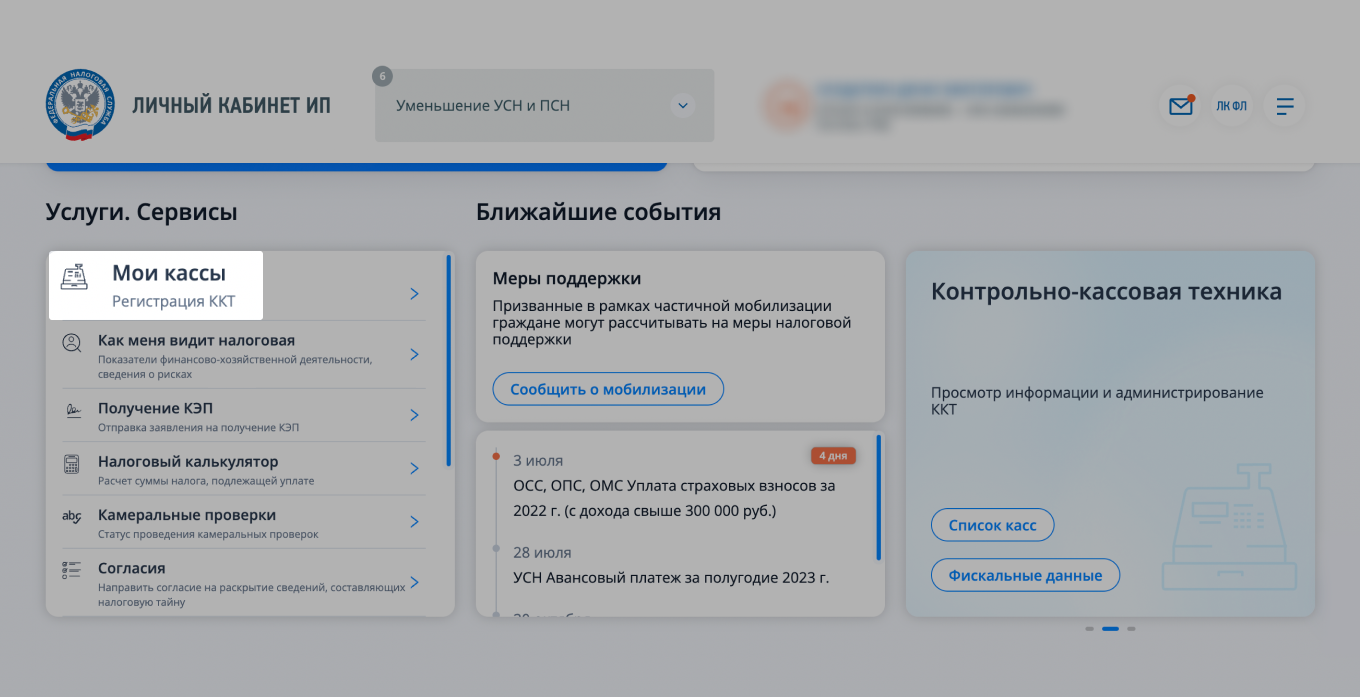 ФЕДЕРАЛЬНАЯ НАЛОГОВАЯ СЛУЖБА
ЛИЧНЫЙ КАБИНЕТ ИП
6
Уменьшение УСН и ПСН
ЛК ФЛ
Услуги. Сервисы
Мои кассы
Регистрация ККТ
Как меня видит налоговая
Показатели финансово-хозяйственной деятельности,
сведения о рисках
Получение КЭП
Отправка заявления на получение КЭП
Налоговый калькулятор
Расчет суммы налога, подлежащей уплате
abc
Камеральные проверки
Статус проведения камеральных проверок
Согласия
Направить согласие на раскрытие сведений, составляющих
налоговую тайну
Ближайшие события
Меры поддержки
Призванные в рамках частичной мобилизации
граждане могут рассчитывать на меры налоговой
поддержки
Сообщить о мобилизации
3 июля
4 дня
ОСС, ОПС, ОМС Уплата страховых взносов за
2022 г. (с дохода свыше 300 000 руб.)
28 июля
УСН Авансовый платеж за полугодие 2023 г.
Контрольно-кассовая техника
Просмотр информации и администрирование
ККТ
Список касс
Фискальные данные